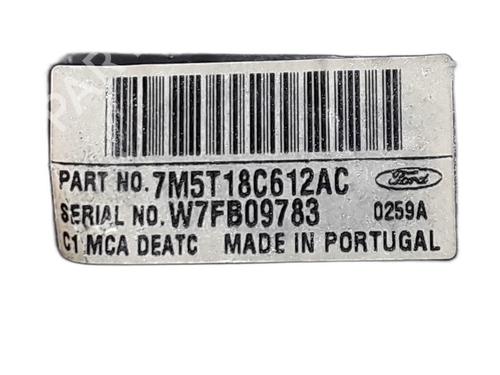 PART NO. 7M5T18C612AC Ford
SERIAL NO. W7FB09783 0259A
C1 MCA DEATC MADE IN PORTUGAL